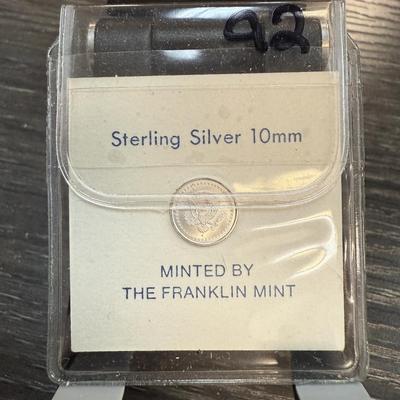 92
Sterling Silver 10mm
MINTED BY
THE FRANKLIN MINT